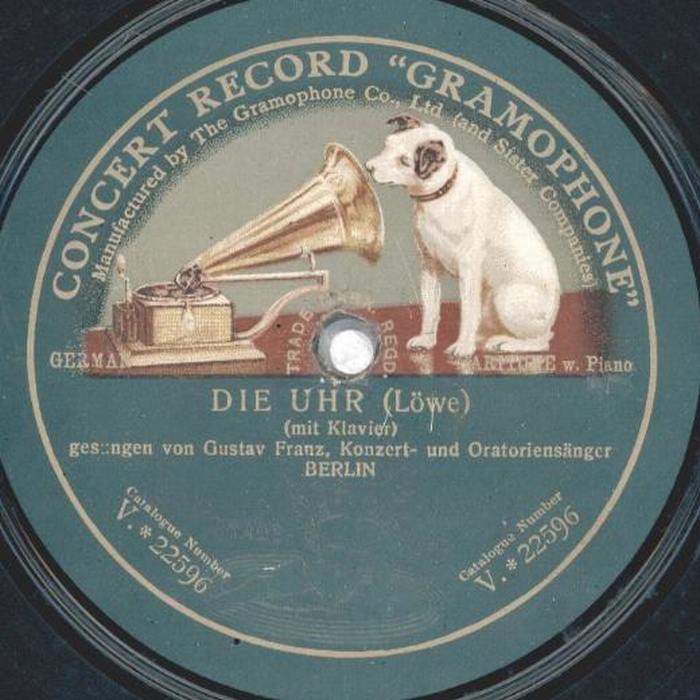 CONCERT RECORD “GRAMOPHONE”
Manufactured by The Gramophone Co., Ltd (and Sister Companies)
TRADE
REGD.
GERMAN
w. Piano
DIE UHR (Löwe)
(mit Klavier)
gesungen von Gustav Franz, Konzert- und Oratoriensänger
BERLIN
Catalogue Number
V. * 22596
Catalogue Number
V. * 22596